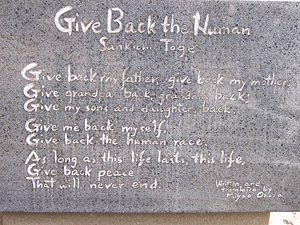 Give Back the Human
Sankichi Toge
Give back my father, give back my mother,
Give grandpa back, grandma back;
Give my sons and daughters back.
Give me back myself,
Give back the human race.
As long as this life lasts, this life,
Give back peace
That will never end.
Writin and
translated by